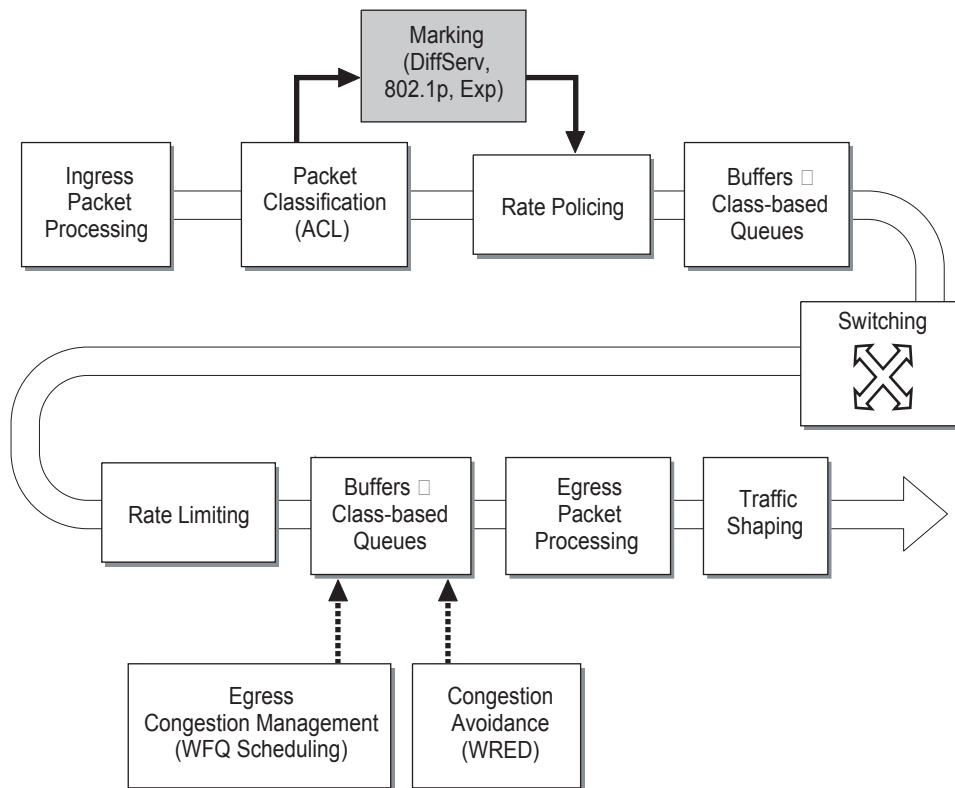 Marking
(DiffServ,
802.1p, Exp)
Ingress
Packet
Processing
Packet
Classification
(ACL)
Rate Policing
Buffers □
Class-based
Queues
Switching
Rate Limiting
Buffers □
Class-based
Queues
Egress
Packet
Processing
Traffic
Shaping
Egress
Congestion Management
(WFQ Scheduling)
Congestion
Avoidance
(WRED)